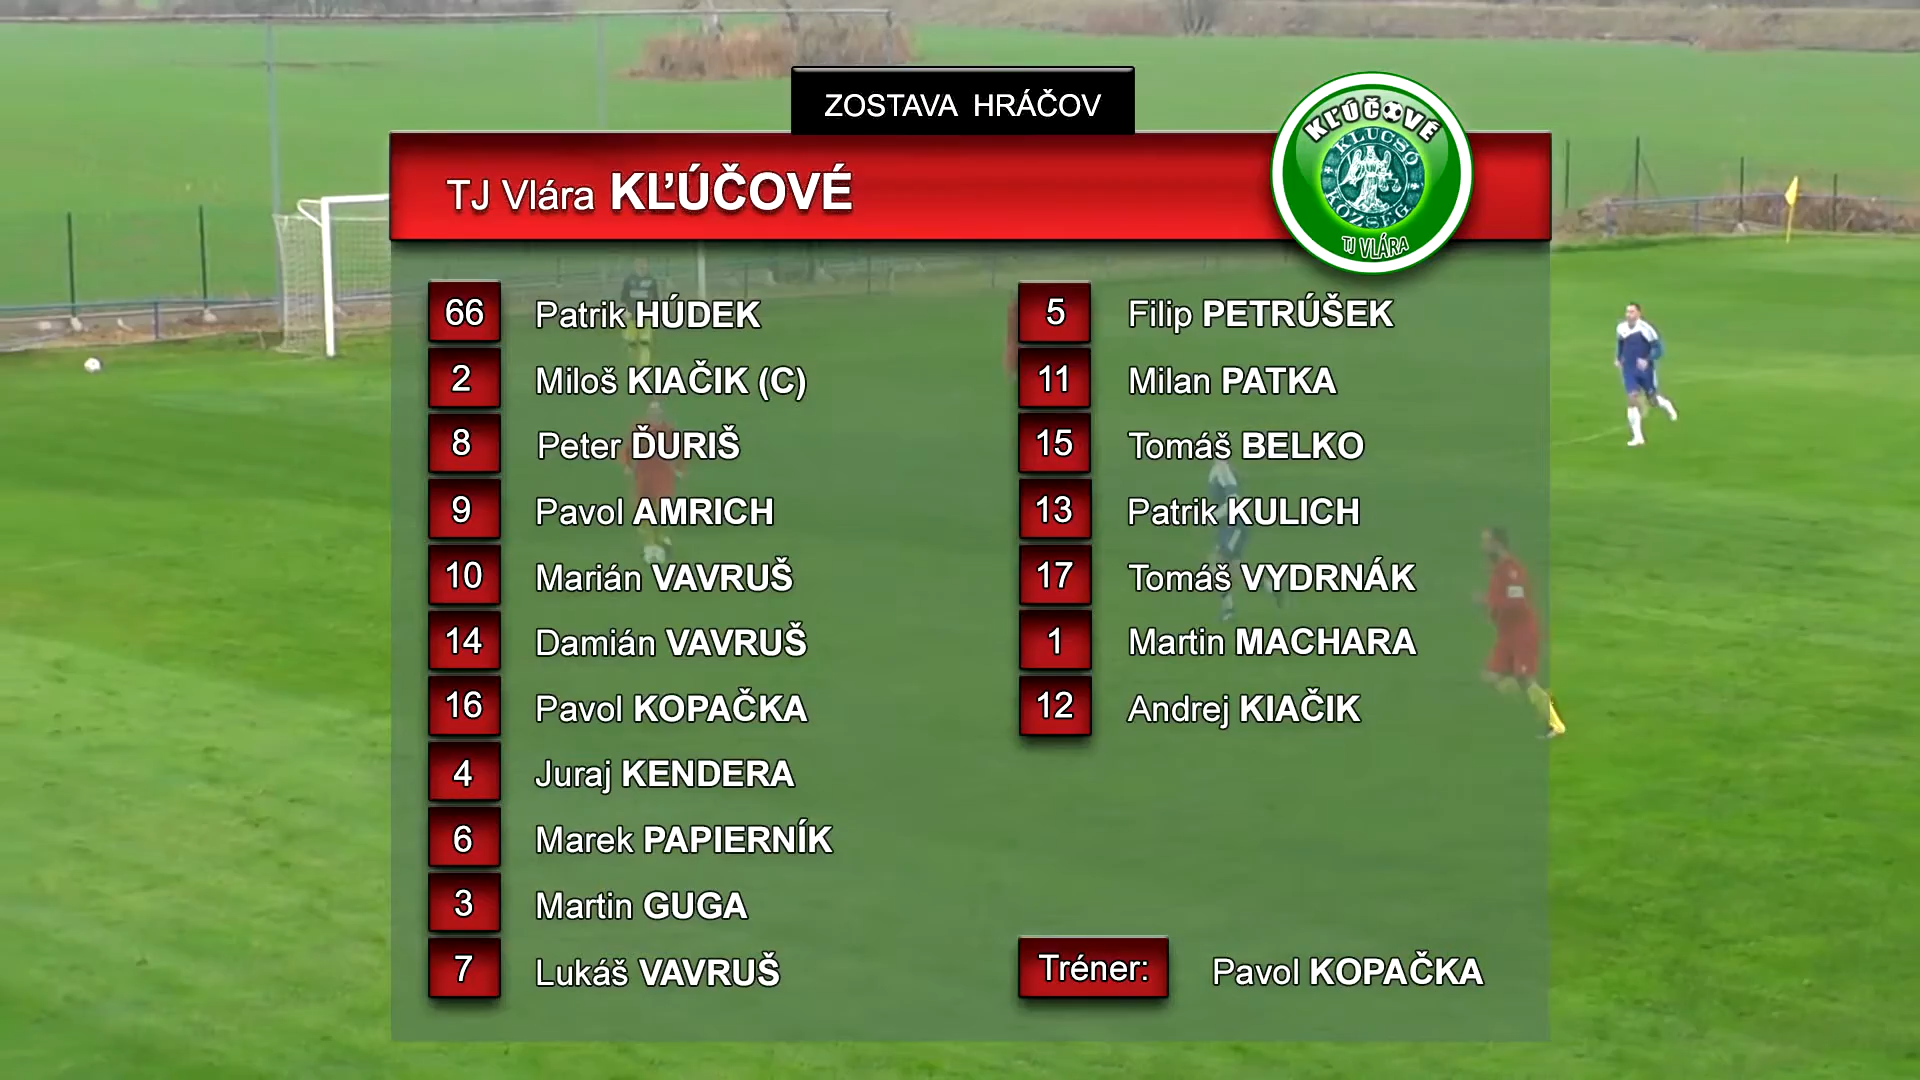 ZOSTAVA HRÁČOV
TJ Vlára KĽÚČOVÉ
KĽÚČOVÉ
KLUCSÓ
KÖZSÉG
TJ VLÁRA
66 Patrik HÚDEK
2 Miloš KIAČIK (C)
8 Peter ĎURIŠ
9 Pavol AMRICH
10 Marián VAVRUŠ
14 Damián VAVRUŠ
16 Pavol KOPAČKA
4 Juraj KENDERA
6 Marek PAPIERNÍK
3 Martin GUGA
7 Lukáš VAVRUŠ
5 Filip PETRÚŠEK
11 Milan PATKA
15 Tomáš BELKO
13 Patrik KULICH
17 Tomáš VYDRNÁK
1 Martin MACHARA
12 Andrej KIAČIK
Tréner: Pavol KOPAČKA